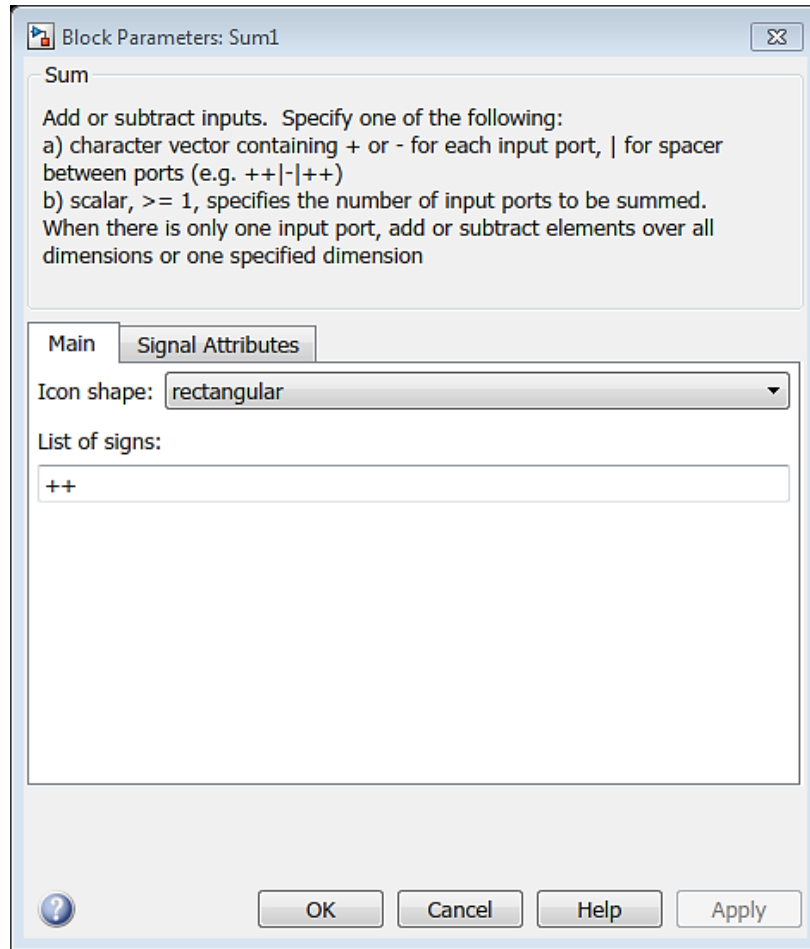 Block Parameters: Sum1
Sum
Add or subtract inputs.  Specify one of the following:
a) character vector containing + or - for each input port, | for spacer
between ports (e.g. ++|-|++)
b) scalar, >= 1, specifies the number of input ports to be summed.
When there is only one input port, add or subtract elements over all
dimensions or one specified dimension
Main Signal Attributes
Icon shape: rectangular
List of signs:
++
? OK Cancel Help Apply